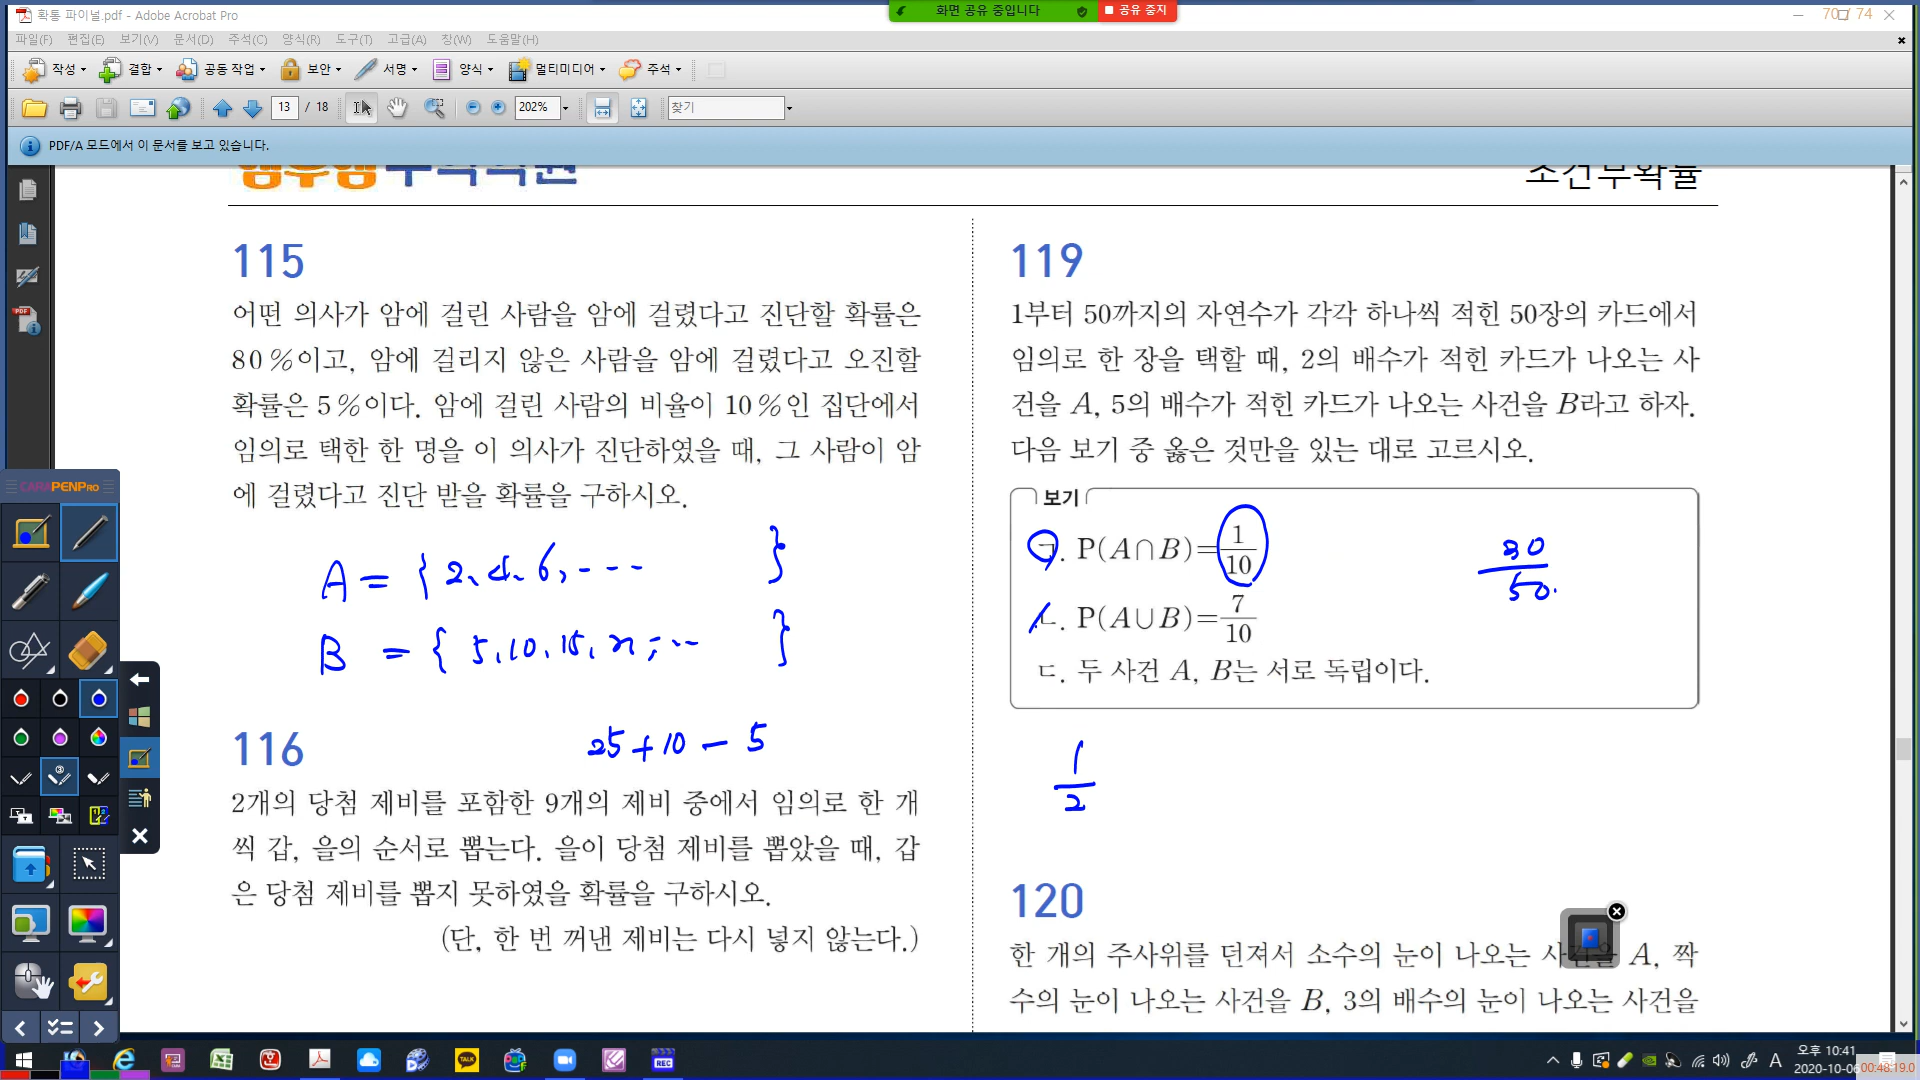 확통 파이널.pdf - Adobe Acrobat Pro
화면 공유 중입니다
공유 중지
70 / 74
파일(F) 편집(E) 보기(V) 문서(D) 주석(C) 양식(R) 도구(T) 고급(A) 창(W) 도움말(H)
작성 결합 공동 작업 보안 서명 양식 멀티미디어 주석
13 / 18 202% 찾기
PDF/A 모드에서 이 문서를 보고 있습니다.
조건부확률
115
어떤 의사가 암에 걸린 사람을 암에 걸렸다고 진단할 확률은
80%이고, 암에 걸리지 않은 사람을 암에 걸렸다고 오진할
확률은 5%이다. 암에 걸린 사람의 비율이 10%인 집단에서
임의로 택한 한 명을 이 의사가 진단하였을 때, 그 사람이 암
에 걸렸다고 진단 받을 확률을 구하시오.
A = { 2, 4, 6, ... }
B = { 5, 10, 15, ... }
25 + 10 - 5
116
2개의 당첨 제비를 포함한 9개의 제비 중에서 임의로 한 개
씩 갑, 을의 순서로 뽑는다. 을이 당첨 제비를 뽑았을 때, 갑
은 당첨 제비를 뽑지 못하였을 확률을 구하시오.
(단, 한 번 꺼낸 제비는 다시 넣지 않는다.)
119
1부터 50까지의 자연수가 각각 하나씩 적힌 50장의 카드에서
임의로 한 장을 택할 때, 2의 배수가 적힌 카드가 나오는 사
건을 A, 5의 배수가 적힌 카드가 나오는 사건을 B라고 하자.
다음 보기 중 옳은 것만을 있는 대로 고르시오.
보기
ㄱ. P(A∩B)=1/10
30/50
ㄴ. P(A∪B)=7/10
ㄷ. 두 사건 A, B는 서로 독립이다.
1/2
120
한 개의 주사위를 던져서 소수의 눈이 나오는 사건을 A, 짝
수의 눈이 나오는 사건을 B, 3의 배수의 눈이 나오는 사건을
CARAPENPRO
TALK
REC
A
오후 10:41
2020-10-06
00:48:19.0